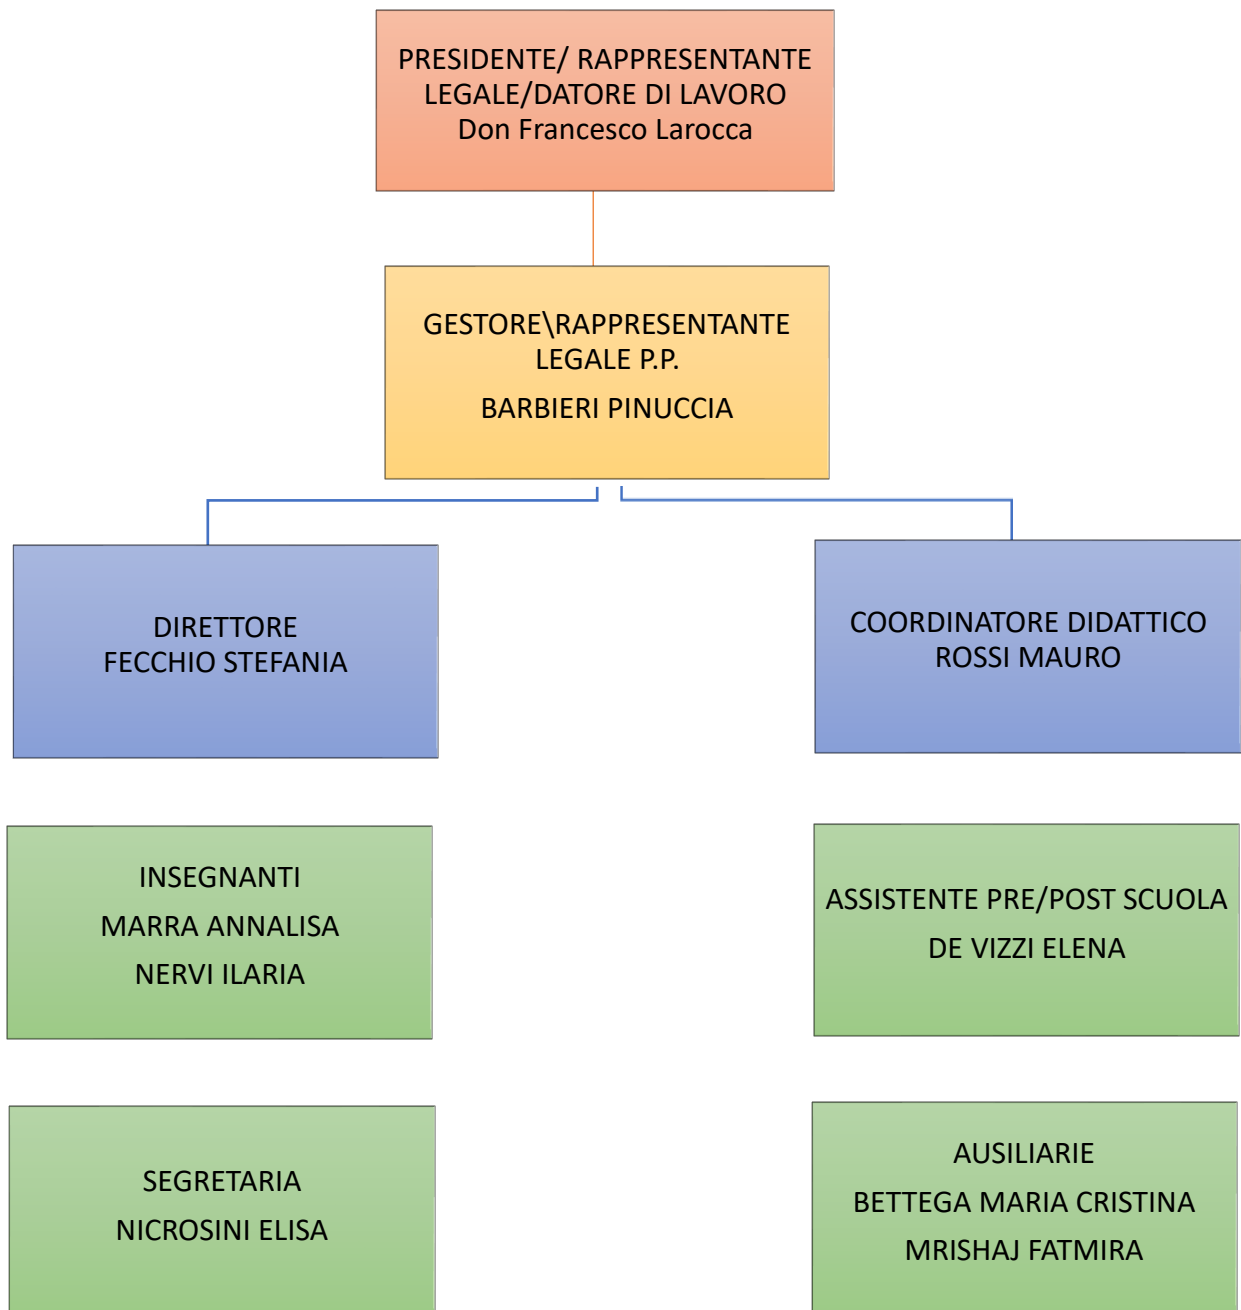 PRESIDENTE/ RAPPRESENTANTE
LEGALE/DATORE DI LAVORO
Don Francesco Larocca
GESTORE\RAPPRESENTANTE
LEGALE P.P.
BARBIERI PINUCCIA
DIRETTORE
FECCHIO STEFANIA
COORDINATORE DIDATTICO
ROSSI MAURO
INSEGNANTI
MARRA ANNALISA
NERVI ILARIA
ASSISTENTE PRE/POST SCUOLA
DE VIZZI ELENA
SEGRETARIA
NICROSINI ELISA
AUSILIARIE
BETTEGA MARIA CRISTINA
MRISHAJ FATMIRA